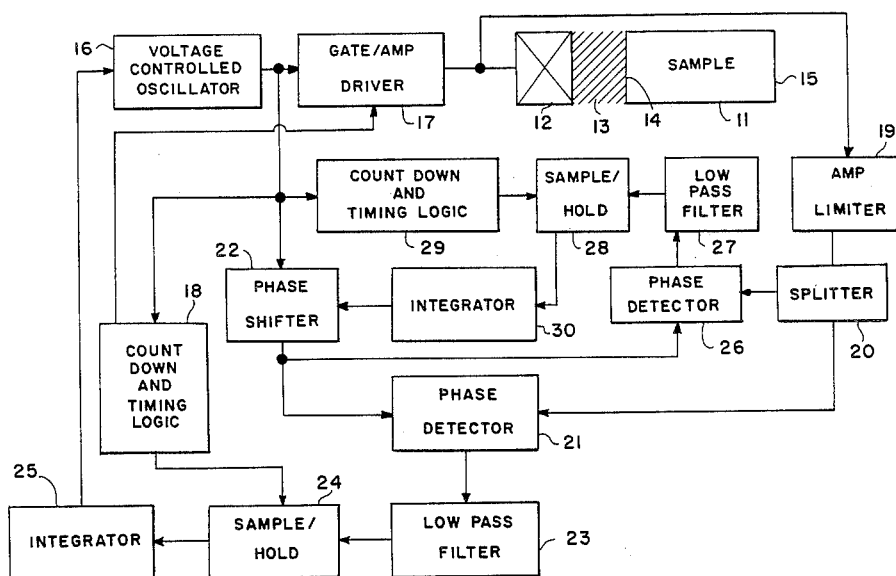 16
VOLTAGE
CONTROLLED
OSCILLATOR
GATE/AMP
DRIVER
17
12
13
14
SAMPLE
11
15
19
AMP
LIMITER
COUNT DOWN
AND
TIMING LOGIC
29
SAMPLE/
HOLD
28
LOW
PASS
FILTER
27
22
PHASE
SHIFTER
INTEGRATOR
30
PHASE
DETECTOR
26
SPLITTER
20
18
COUNT
DOWN
AND
TIMING
LOGIC
PHASE
DETECTOR
21
25
INTEGRATOR
24
SAMPLE/
HOLD
LOW PASS
FILTER
23